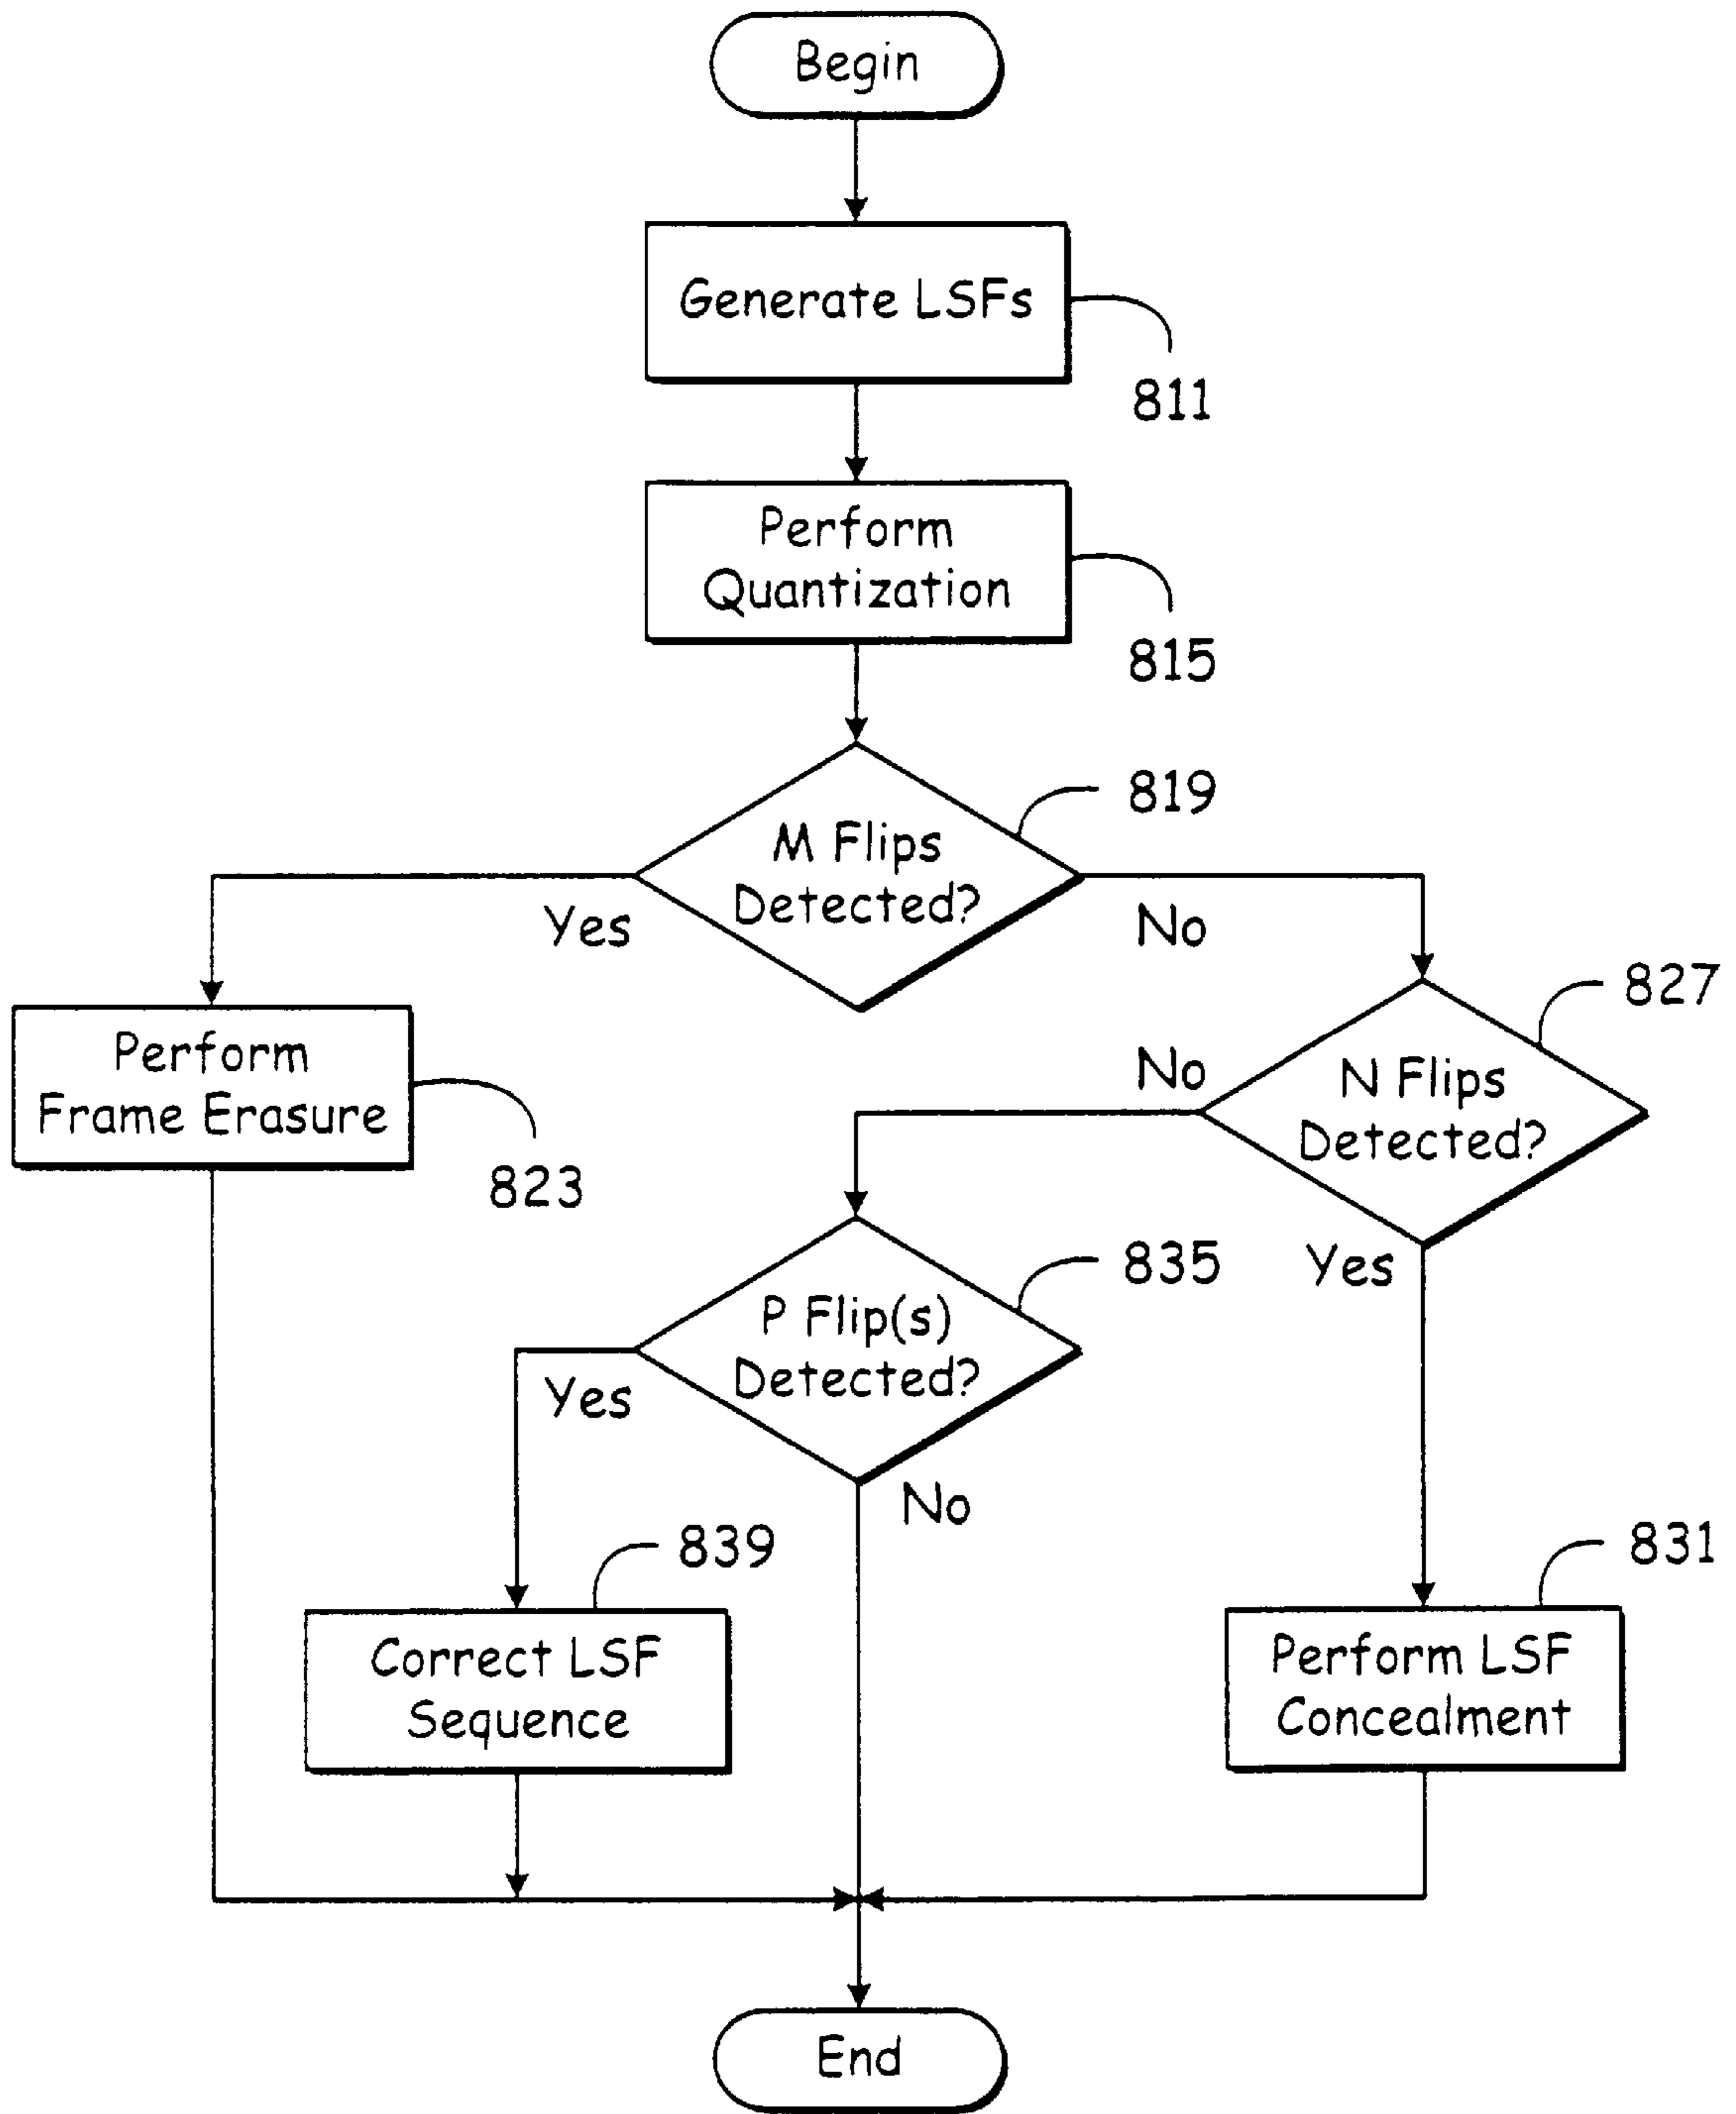 Begin
Generate LSFs
811
Perform
Quantization
815
819
M Flips
Detected?
Yes
No
827
Perform
Frame Erasure
823
No
N Flips
Detected?
Yes
835
P Flip(s)
Detected?
Yes
No
839
831
Correct LSF
Sequence
Perform LSF
Concealment
End